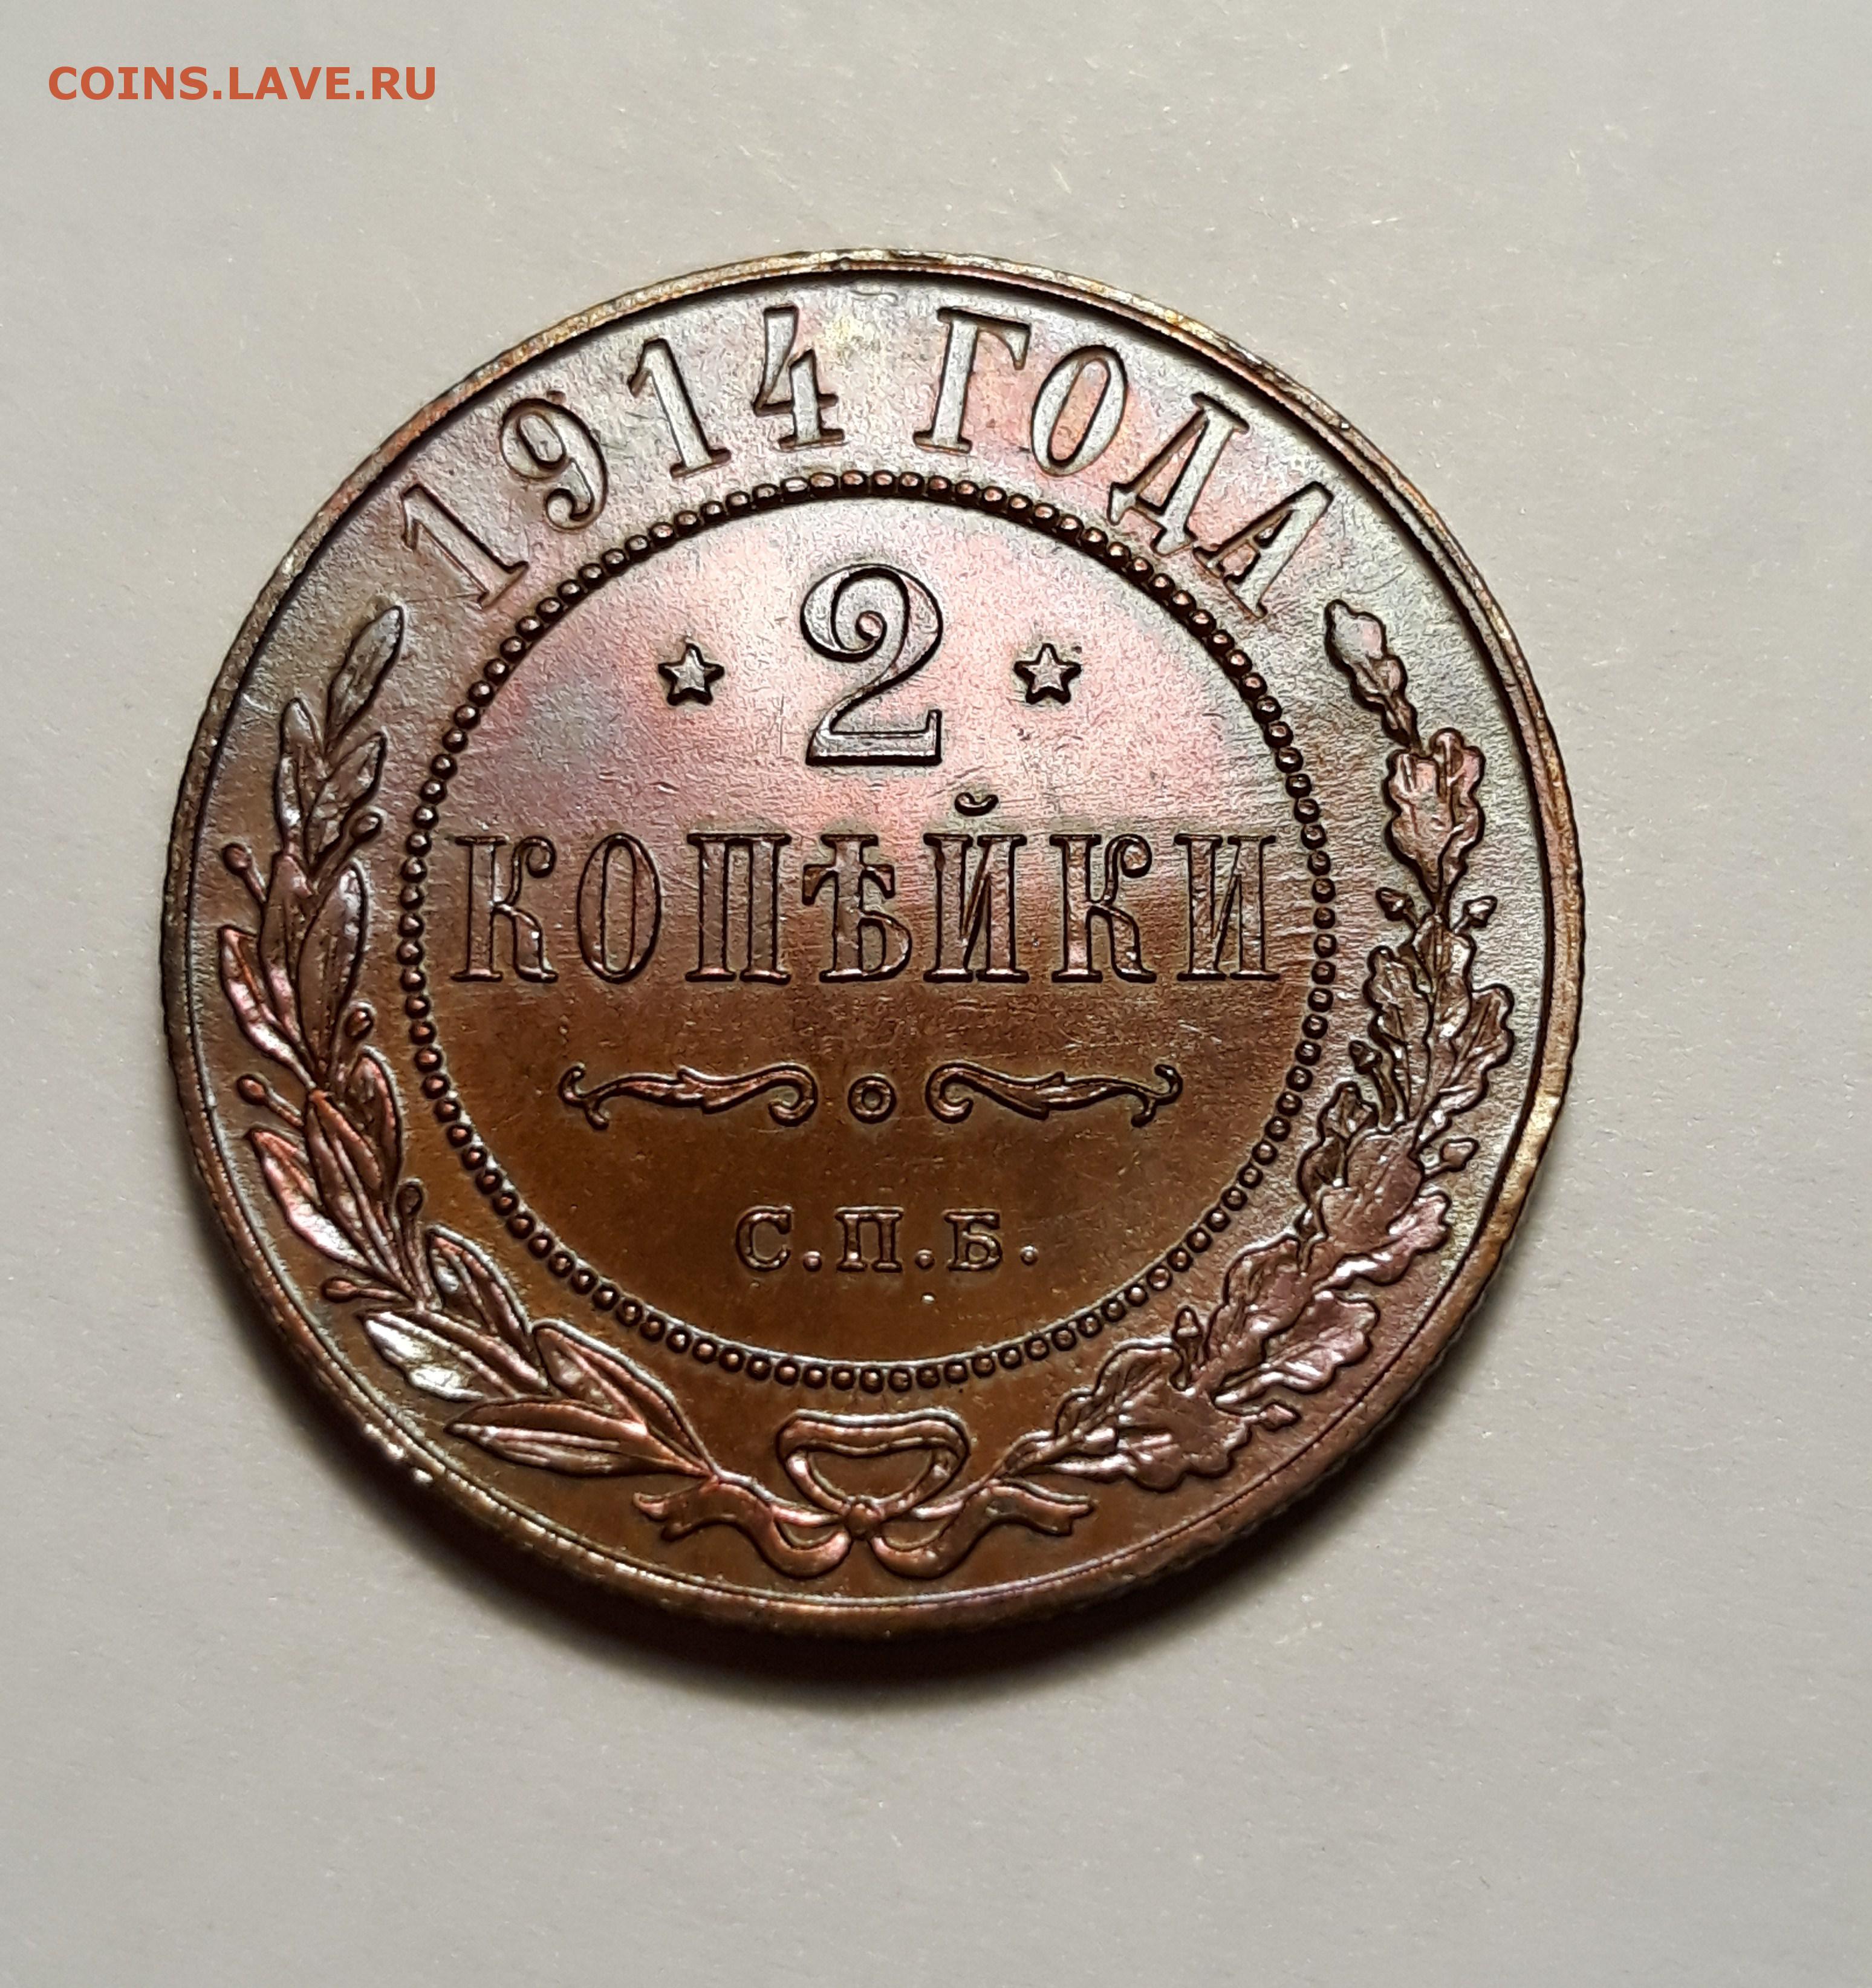 COINS.LAVE.RU
1914 ГОДА
2
КОПѢЙКИ
С.П.Б.